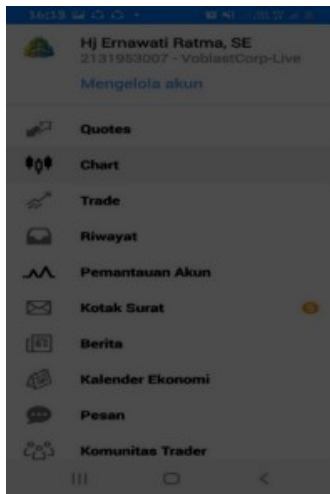 Hj Ernawati Ratma, SE
2131953007 - VoblastCorp-Live
Mengelola akun
Quotes
Chart
Trade
Riwayat
Pemantauan Akun
Kotak Surat
Berita
Kalender Ekonomi
Pesan
Komunitas Trader